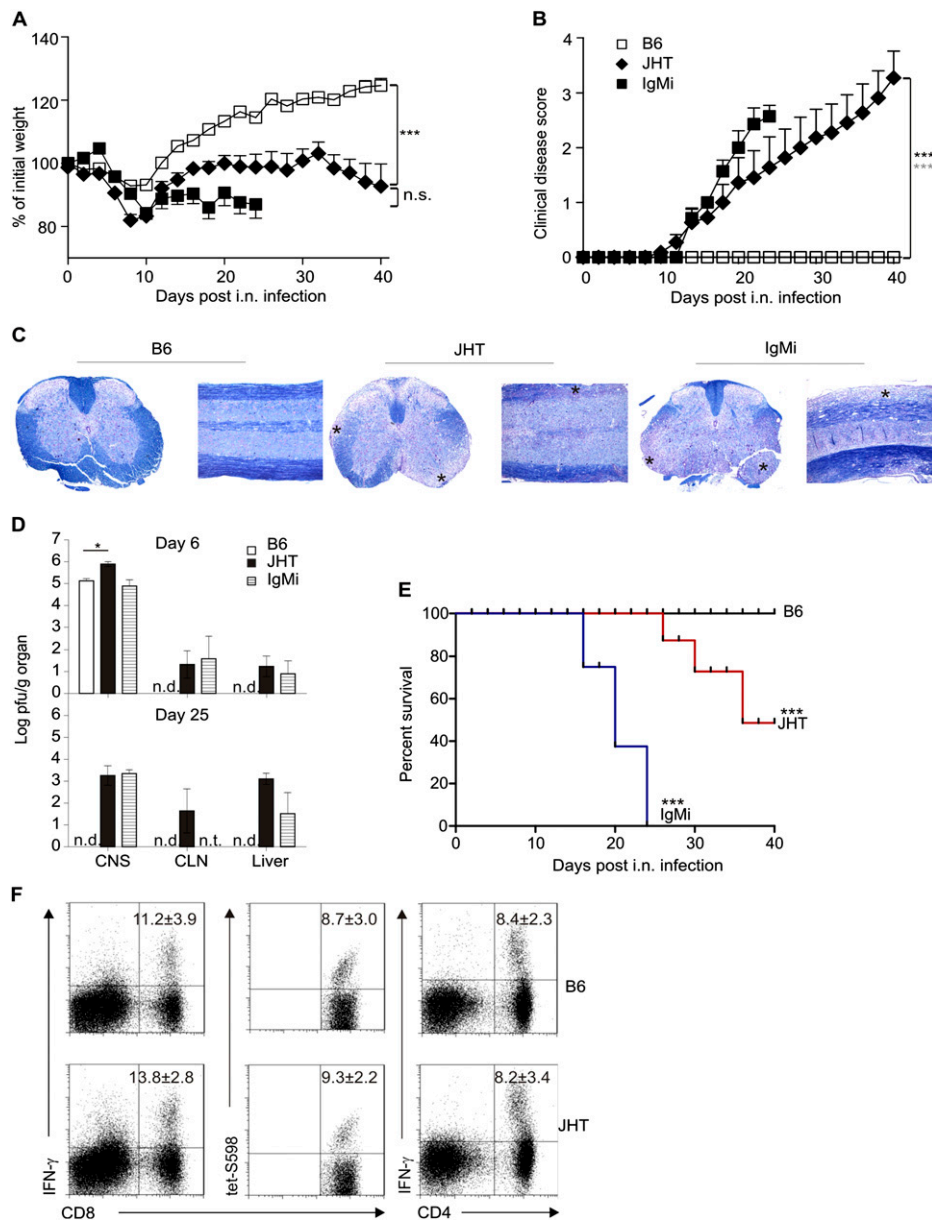 A
140
120
100
80
% of initial weight
0
10
20
30
40
Days post i.n. infection
***
n.s.
B
4
3
2
1
0
Clinical disease score
B6
JHT
IgMi
0
10
20
30
40
Days post i.n. infection
***
***
C
B6
JHT
IgMi
*
*
*
*
*
*
D
Day 6
B6
JHT
IgMi
*
7
6
5
4
3
2
1
0
n.d.
n.d.
Log pfu/g organ
Day 25
7
6
5
4
3
2
1
0
n.d.
n.d
n.t.
n.d
CNS
CLN
Liver
E
100
80
60
40
20
0
Percent survival
B6
***
JHT
***
IgMi
0
10
20
30
40
Days post i.n. infection
F
11.2±3.9
8.7±3.0
8.4±2.3
B6
13.8±2.8
9.3±2.2
8.2±3.4
JHT
IFN-γ
tet-S598
IFN-γ
CD8
CD4